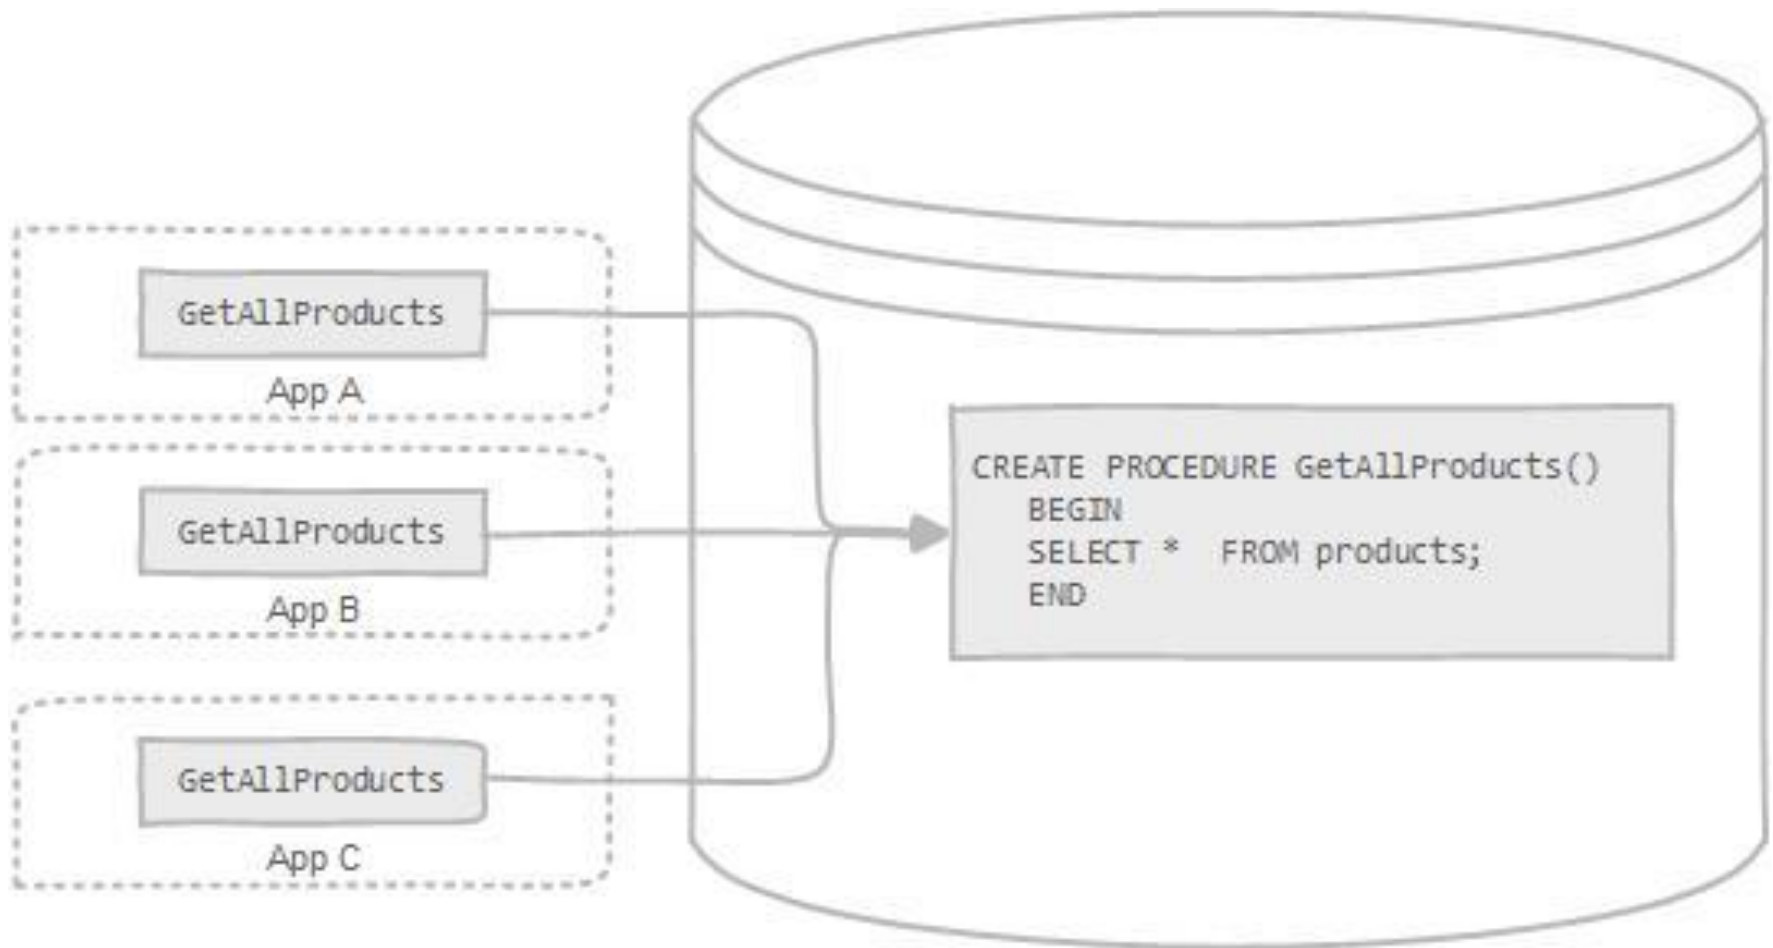 GetAllProducts
App A
GetAllProducts
App B
GetAllProducts
App C
CREATE PROCEDURE GetAllProducts()
BEGIN
SELECT *  FROM products;
END